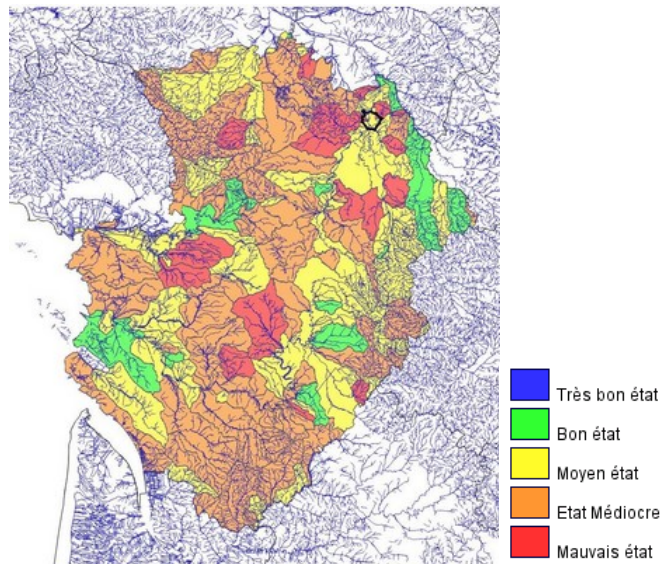 Très bon état
Bon état
Moyen état
Etat Médiocre
Mauvais état